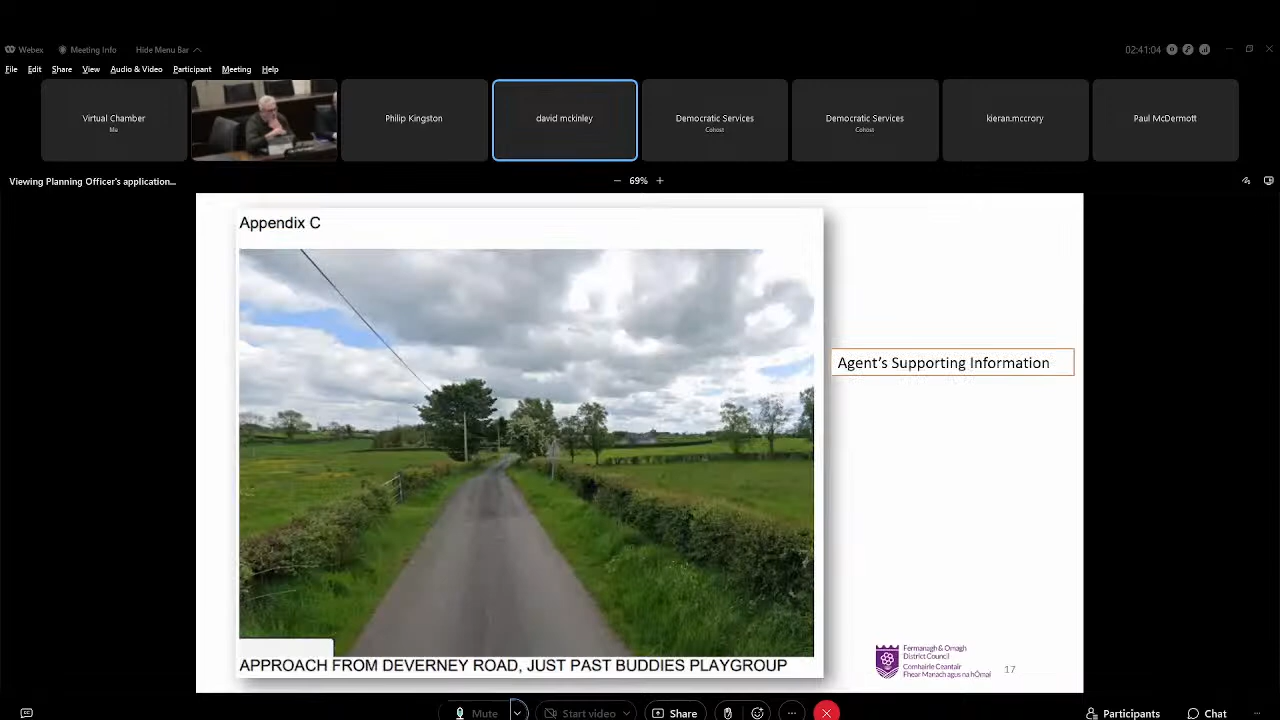 Webex
Meeting Info
Hide Menu Bar
02:41:04
File Edit Share View Audio & Video Participant Meeting Help
Virtual Chamber
Me
Philip Kingston
david mckinley
Democratic Services
Cohost
Democratic Services
Cohost
kieran.mccrory
Paul McDermott
Viewing Planning Officer's application...
69%
Appendix C
Agent's Supporting Information
APPROACH FROM DEVERNEY ROAD, JUST PAST BUDDIES PLAYGROUP
Fermanagh & Omagh
District Council
Comhairle Ceantair
Fhear Manach agus na hÓmaí
17
Mute
Start video
Share
Participants
Chat